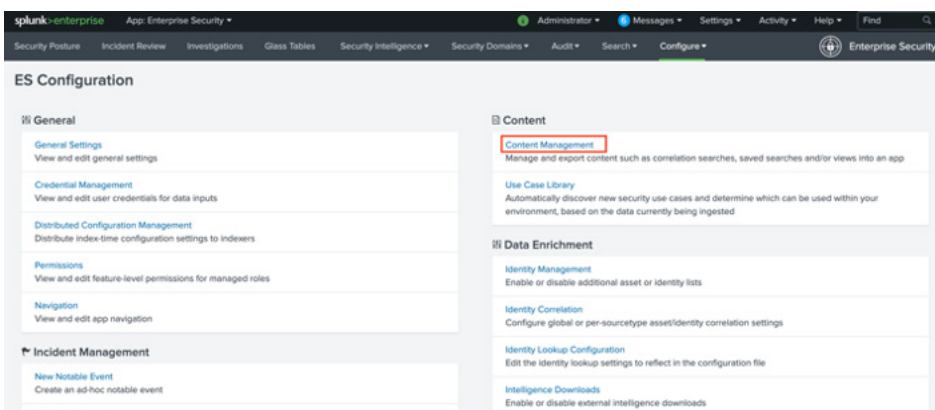 splunk>enterprise App: Enterprise Security Administrator 6 Messages Settings Activity Help Find
Security Posture Incident Review Investigations Glass Tables Security Intelligence Security Domains Audit Search Configure Enterprise Security
ES Configuration
General
General Settings
View and edit general settings
Credential Management
View and edit user credentials for data inputs
Distributed Configuration Management
Distribute index-time configuration settings to indexers
Permissions
View and edit feature-level permissions for managed roles
Navigation
View and edit app navigation
Incident Management
New Notable Event
Create an ad-hoc notable event
Content
Content Management
Manage and export content such as correlation searches, saved searches and/or views into an app
Use Case Library
Automatically discover new security use cases and determine which can be used within your
environment, based on the data currently being ingested
Data Enrichment
Identity Management
Enable or disable additional asset or identity lists
Identity Correlation
Configure global or per-sourcetype asset/identity correlation settings
Identity Lookup Configuration
Edit the identity lookup settings to reflect in the configuration file
Intelligence Downloads
Enable or disable external intelligence downloads